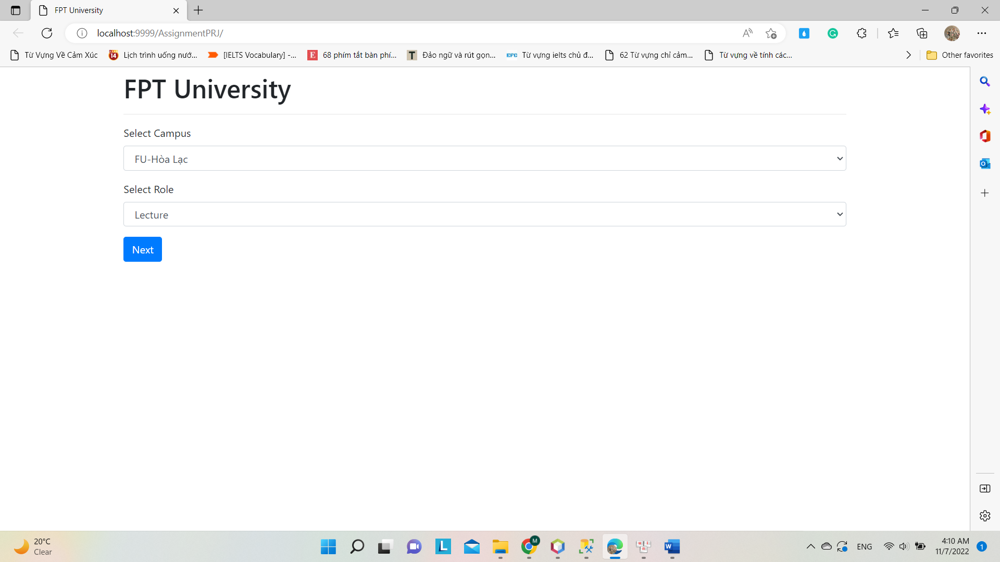 FPT University
localhost:9999/AssignmentPRJ/
Từ Vựng Về Cảm Xúc
Lịch trình uống nướ...
[IELTS Vocabulary] -...
68 phím tắt bàn phí...
Đảo ngữ và rút gọn...
Từ vựng ielts chủ đ...
62 Từ vựng chỉ cảm...
Từ vựng về tính các...
Other favorites
FPT University
Select Campus
FU-Hòa Lạc
Select Role
Lecture
Next
20°C
Clear
M
ENG
4:10 AM
11/7/2022
1